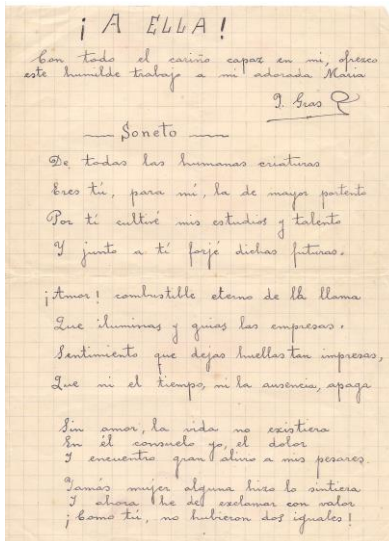 ¡A ELLA!
Con todo el cariño capaz en mi, ofrezco
este humilde trabajo a mi adorada Maria
J. Gras
Soneto
De todas las humanas criaturas
Eres tú, para mí, la de mayor portento
Por tí cultivé mis estudios y talento
Y junto a tí forjé dichas futuras.
¡Amor! combustible eterno de la llama
Que iluminas y guias las empresas.
Sentimiento que dejas huellas tan impresas,
Que ni el tiempo, ni la ausencia, apaga
Sin amor, la vida no existiera
En él consuelo yo, el dolor
Y encuentro gran alivio a mis pesares.
Jamás mujer alguna hizo lo sintiera
Y ahora he de exclamar con valor
¡Como tú, no hubieron dos iguales!